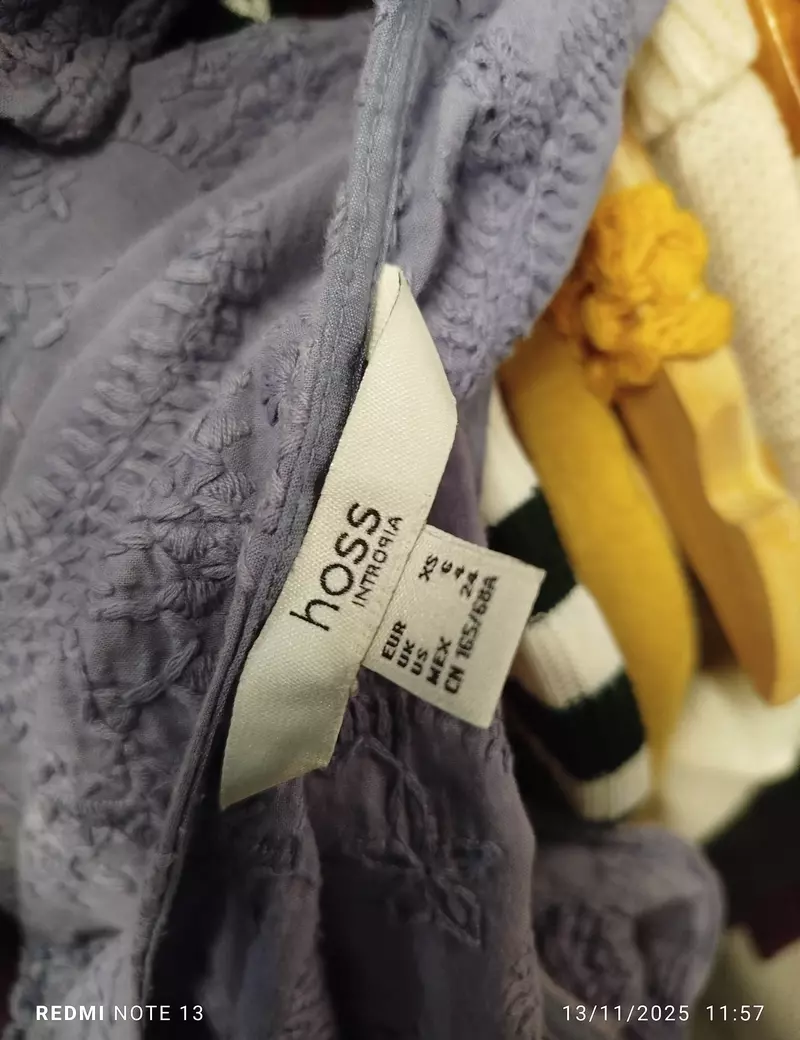 hoss
INTROPIA
EUR XS
UK 6
US 4
MEX 24
CN 165/68A
REDMI NOTE 13
13/11/2025 11:57